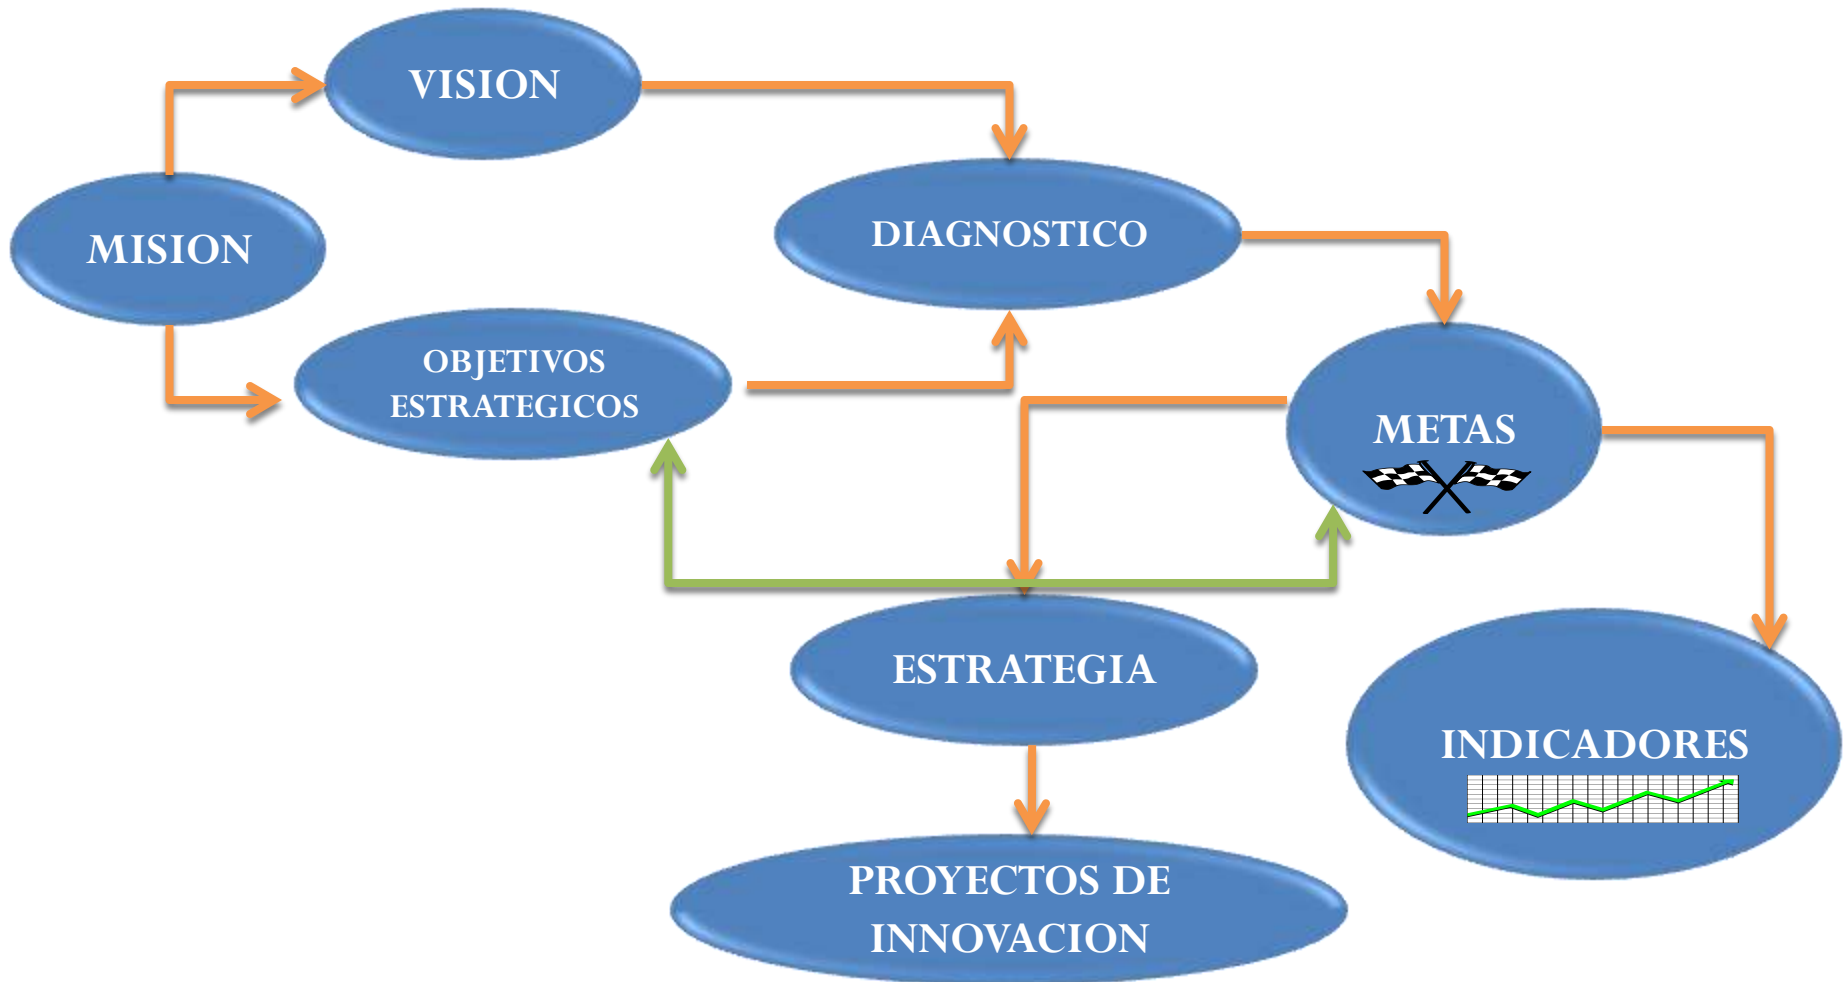 VISION
MISION
DIAGNOSTICO
OBJETIVOS
ESTRATEGICOS
METAS
ESTRATEGIA
INDICADORES
PROYECTOS DE
INNOVACION